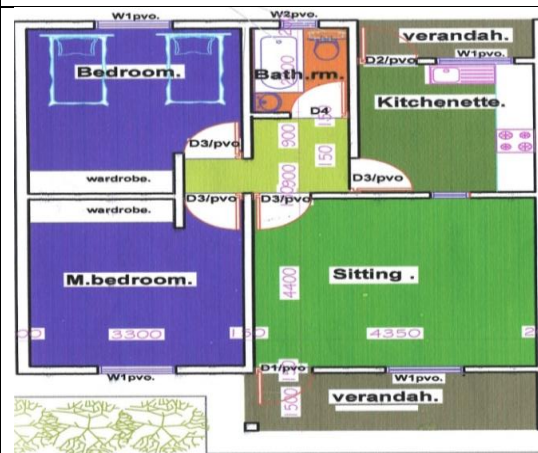 W1pvo.
W2pvo.
verandah.
D2/pvo
W1pvo.
Bedroom.
Bath.rm.
Kitchenette.
D4
D3/pvo
900
150
wardrobe.
D3/pvo
900
D3/pvo
D3/pvo
wardrobe.
M.bedroom.
Sitting .
4400
3300
4350
D1/pvo
W1pvo.
W1pvo.
1500
verandah.